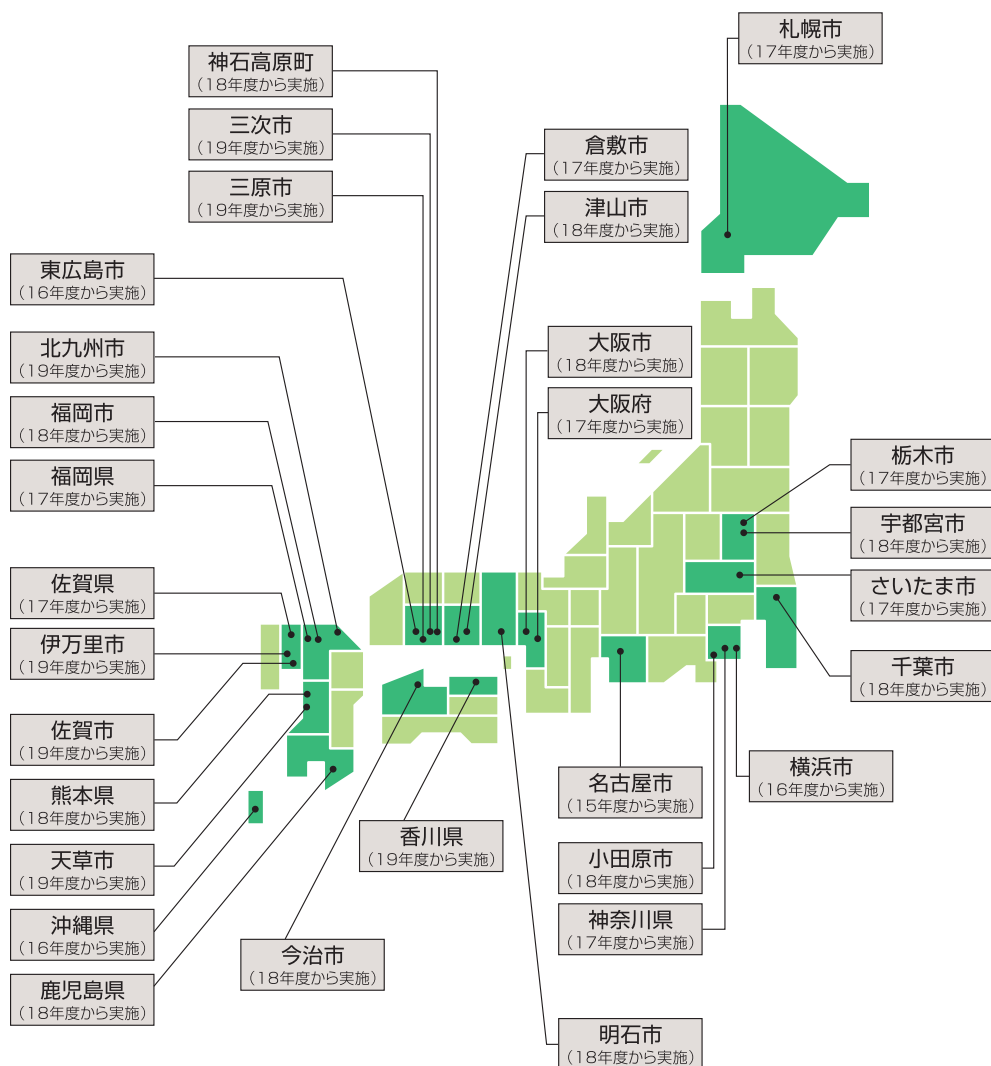 札幌市
（17年度から実施）
神石高原町
（18年度から実施）
三次市
（19年度から実施）
三原市
（19年度から実施）
倉敷市
（17年度から実施）
津山市
（18年度から実施）
東広島市
（16年度から実施）
北九州市
（19年度から実施）
福岡市
（18年度から実施）
福岡県
（17年度から実施）
大阪市
（18年度から実施）
大阪府
（17年度から実施）
栃木市
（17年度から実施）
宇都宮市
（18年度から実施）
さいたま市
（17年度から実施）
千葉市
（18年度から実施）
佐賀県
（17年度から実施）
伊万里市
（19年度から実施）
佐賀市
（19年度から実施）
熊本県
（18年度から実施）
天草市
（19年度から実施）
沖縄県
（16年度から実施）
鹿児島県
（18年度から実施）
今治市
（18年度から実施）
香川県
（19年度から実施）
名古屋市
（15年度から実施）
横浜市
（16年度から実施）
小田原市
（18年度から実施）
神奈川県
（17年度から実施）
明石市
（18年度から実施）